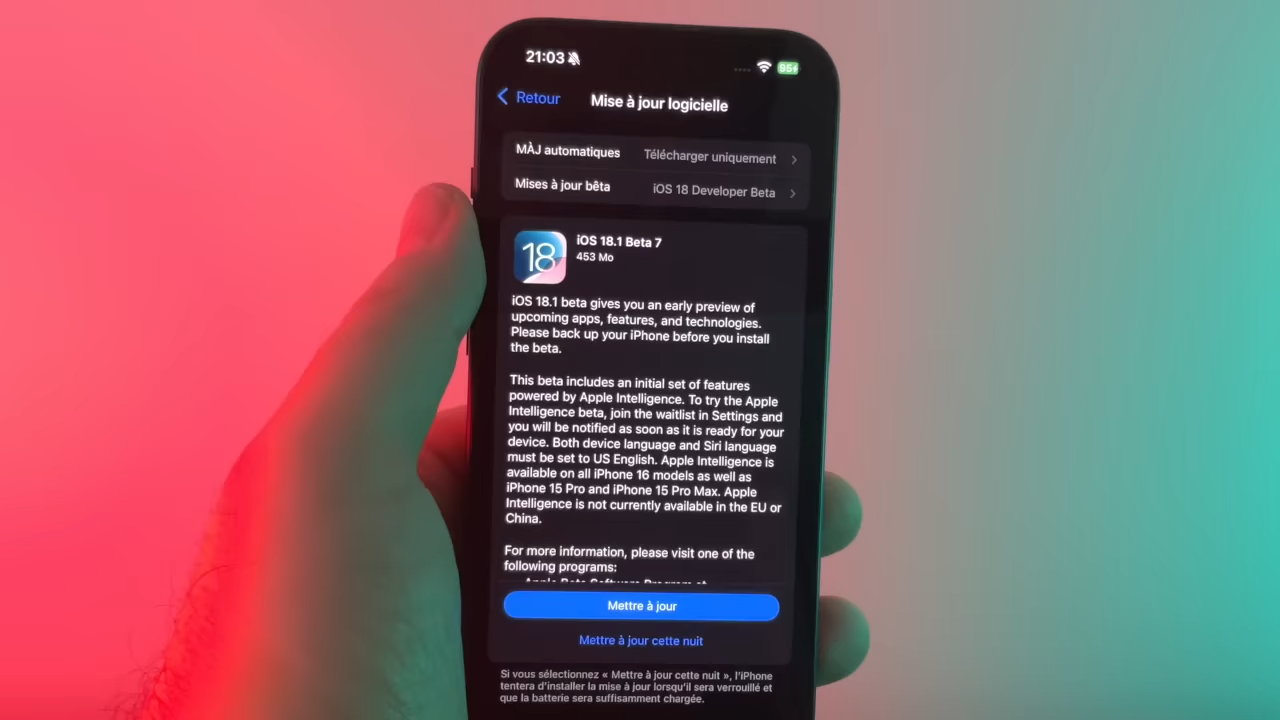 21:03
95
Retour
Mise à jour logicielle
MÀJ automatiques Télécharger uniquement
Mises à jour bêta iOS 18 Developer Beta
18
iOS 18.1 Beta 7
453 Mo
iOS 18.1 beta gives you an early preview of
upcoming apps, features, and technologies.
Please back up your iPhone before you install
the beta.
This beta includes an initial set of features
powered by Apple Intelligence. To try the Apple
Intelligence beta, join the waitlist in Settings and
you will be notified as soon as it is ready for your
device. Both device language and Siri language
must be set to US English. Apple Intelligence is
available on all iPhone 16 models as well as
iPhone 15 Pro and iPhone 15 Pro Max. Apple
Intelligence is not currently available in the EU or
China.
For more information, please visit one of the
following programs:
Apple Beta Software Program at
Mettre à jour
Mettre à jour cette nuit
Si vous sélectionnez « Mettre à jour cette nuit », l’iPhone
tentera d’installer la mise à jour lorsqu’il sera verrouillé et
que la batterie sera suffisamment chargée.